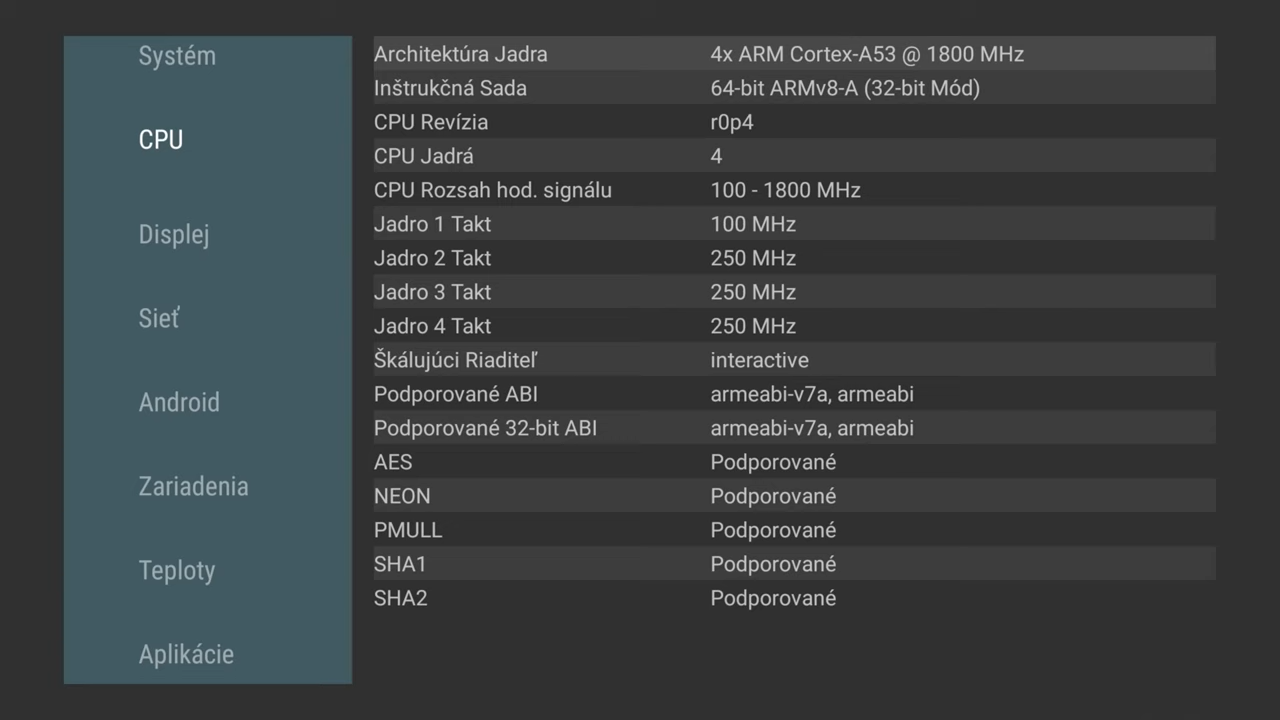 Systém
CPU
Displej
Sieť
Android
Zariadenia
Teploty
Aplikácie
Architektúra Jadra 4x ARM Cortex-A53 @ 1800 MHz
Inštrukčná Sada 64-bit ARMv8-A (32-bit Mód)
CPU Revízia r0p4
CPU Jadrá 4
CPU Rozsah hod. signálu 100 - 1800 MHz
Jadro 1 Takt 100 MHz
Jadro 2 Takt 250 MHz
Jadro 3 Takt 250 MHz
Jadro 4 Takt 250 MHz
Škálujúci Riaditeľ interactive
Podporované ABI armeabi-v7a, armeabi
Podporované 32-bit ABI armeabi-v7a, armeabi
AES Podporované
NEON Podporované
PMULL Podporované
SHA1 Podporované
SHA2 Podporované